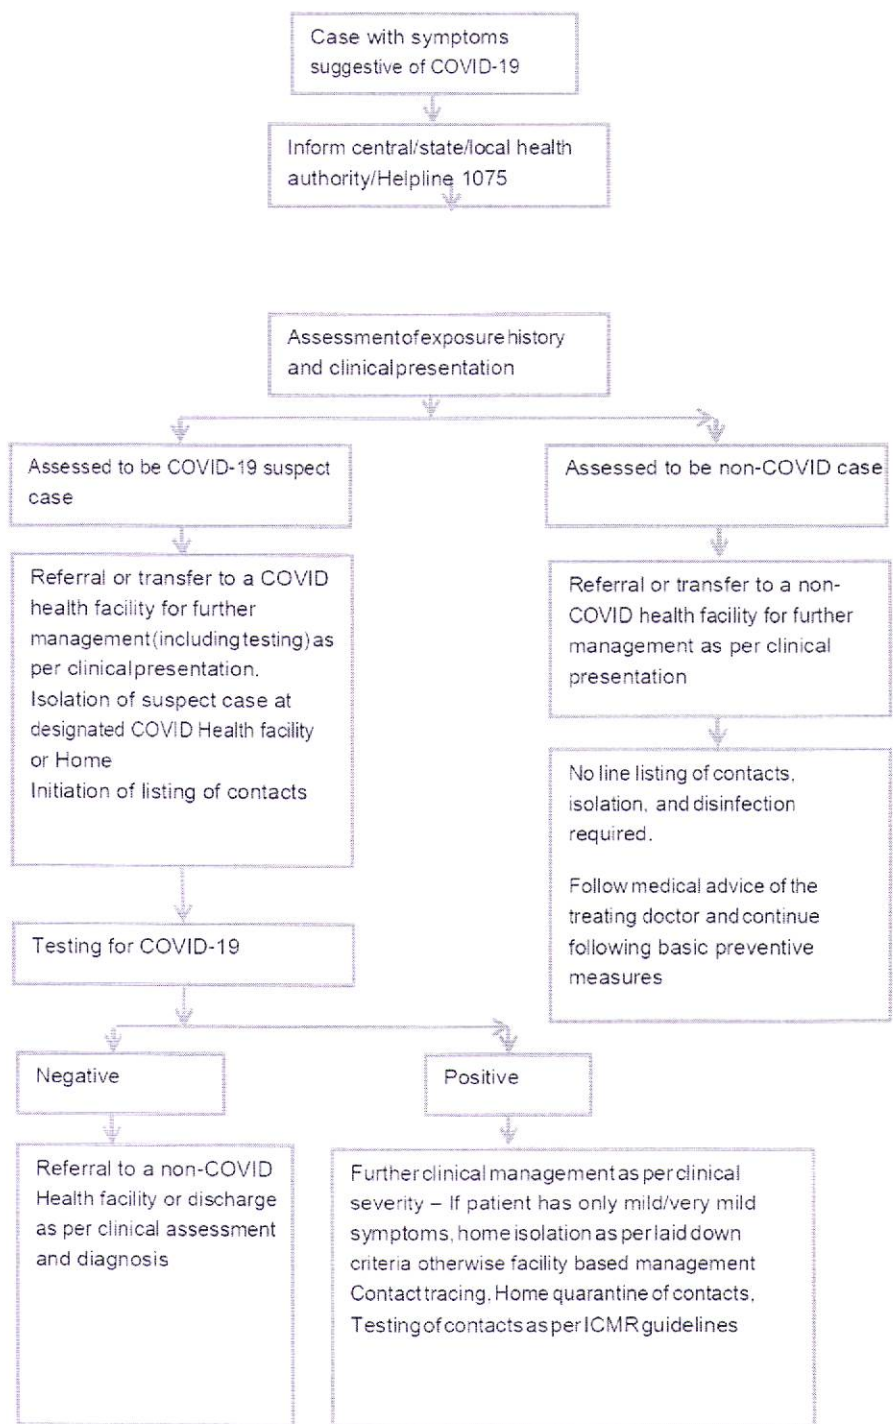 Case with symptoms
suggestive of COVID-19
Inform central/state/local health
authority/Helpline 1075
Assessment of exposure history
and clinical presentation
Assessed to be COVID-19 suspect
case
Assessed to be non-COVID case
Referral or transfer to a COVID
health facility for further
management (including testing) as
per clinical presentation.
Isolation of suspect case at
designated COVID Health facility
or Home
Initiation of listing of contacts
Referral or transfer to a non-
COVID health facility for further
management as per clinical
presentation
No line listing of contacts,
isolation, and disinfection
required.
Follow medical advice of the
treating doctor and continue
following basic preventive
measures
Testing for COVID-19
Negative
Positive
Referral to a non-COVID
Health facility or discharge
as per clinical assessment
and diagnosis
Further clinical management as per clinical
severity – If patient has only mild/very mild
symptoms, home isolation as per laid down
criteria otherwise facility based management
Contact tracing, Home quarantine of contacts,
Testing of contacts as per ICMR guidelines